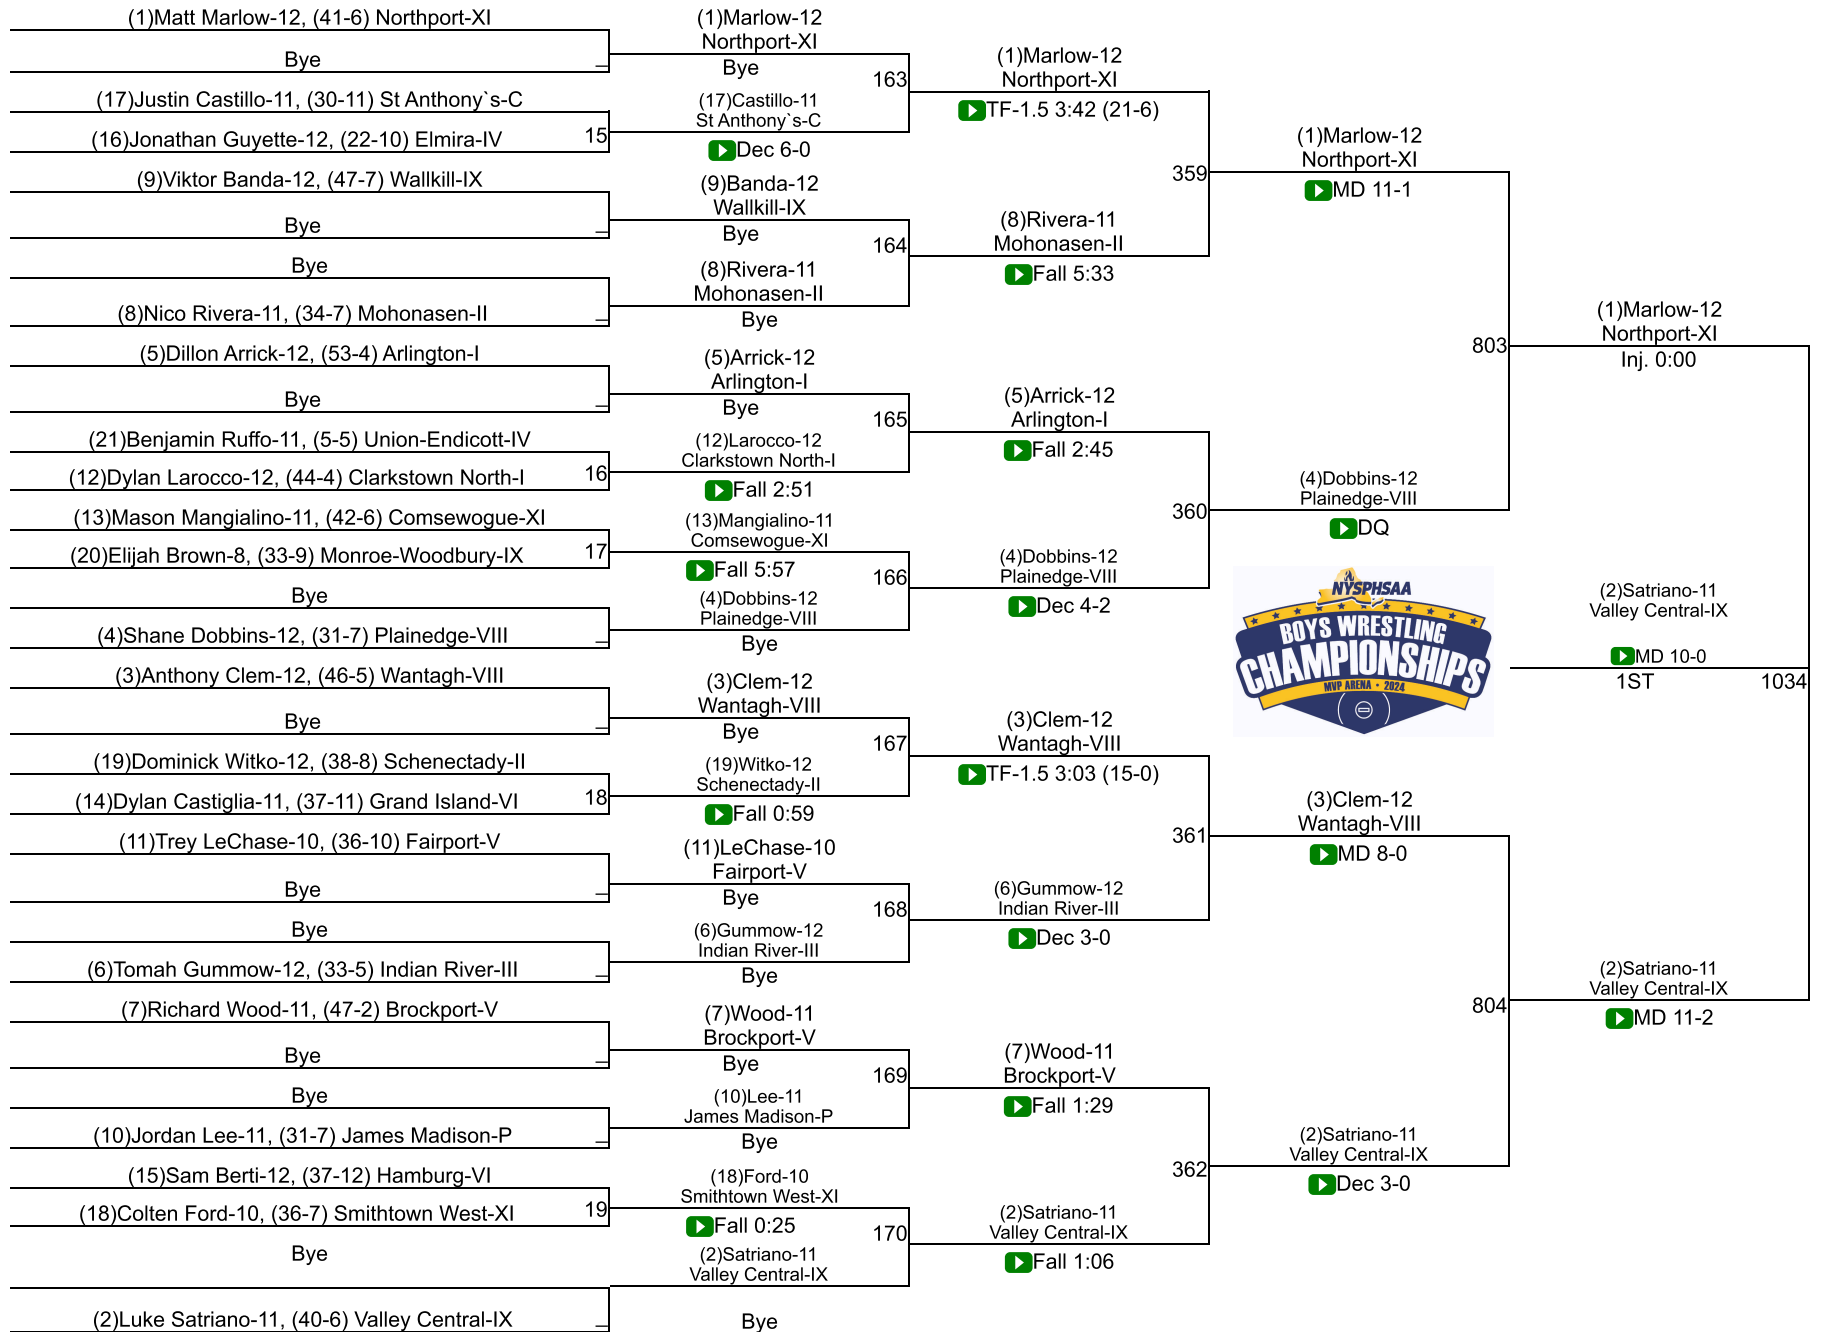 (1)Matt Marlow-12, (41-6) Northport-XI
Bye
(17)Justin Castillo-11, (30-11) St Anthony`s-C
(16)Jonathan Guyette-12, (22-10) Elmira-IV
15
(9)Viktor Banda-12, (47-7) Wallkill-IX
Bye
Bye
(8)Nico Rivera-11, (34-7) Mohonasen-II
(5)Dillon Arrick-12, (53-4) Arlington-I
Bye
(21)Benjamin Ruffo-11, (5-5) Union-Endicott-IV
(12)Dylan Larocco-12, (44-4) Clarkstown North-I
16
(13)Mason Mangialino-11, (42-6) Comsewogue-XI
(20)Elijah Brown-8, (33-9) Monroe-Woodbury-IX
17
Bye
(4)Shane Dobbins-12, (31-7) Plainedge-VIII
(3)Anthony Clem-12, (46-5) Wantagh-VIII
Bye
(19)Dominick Witko-12, (38-8) Schenectady-II
(14)Dylan Castiglia-11, (37-11) Grand Island-VI
18
(11)Trey LeChase-10, (36-10) Fairport-V
Bye
Bye
(6)Tomah Gummow-12, (33-5) Indian River-III
(7)Richard Wood-11, (47-2) Brockport-V
Bye
Bye
(10)Jordan Lee-11, (31-7) James Madison-P
(15)Sam Berti-12, (37-12) Hamburg-VI
(18)Colten Ford-10, (36-7) Smithtown West-XI
19
Bye
(2)Luke Satriano-11, (40-6) Valley Central-IX
(1)Marlow-12
Northport-XI
Bye
163
(17)Castillo-11
St Anthony`s-C
Dec 6-0
(9)Banda-12
Wallkill-IX
Bye
164
(8)Rivera-11
Mohonasen-II
Bye
(5)Arrick-12
Arlington-I
Bye
165
(12)Larocco-12
Clarkstown North-I
Fall 2:51
(13)Mangialino-11
Comsewogue-XI
Fall 5:57
166
(4)Dobbins-12
Plainedge-VIII
Bye
(3)Clem-12
Wantagh-VIII
Bye
167
(19)Witko-12
Schenectady-II
Fall 0:59
(11)LeChase-10
Fairport-V
Bye
168
(6)Gummow-12
Indian River-III
Bye
(7)Wood-11
Brockport-V
Bye
169
(10)Lee-11
James Madison-P
Bye
(18)Ford-10
Smithtown West-XI
Fall 0:25
170
(2)Satriano-11
Valley Central-IX
Bye
(1)Marlow-12
Northport-XI
TF-1.5 3:42 (21-6)
359
(8)Rivera-11
Mohonasen-II
Fall 5:33
(5)Arrick-12
Arlington-I
Fall 2:45
360
(4)Dobbins-12
Plainedge-VIII
Dec 4-2
(3)Clem-12
Wantagh-VIII
TF-1.5 3:03 (15-0)
361
(6)Gummow-12
Indian River-III
Dec 3-0
(7)Wood-11
Brockport-V
Fall 1:29
362
(2)Satriano-11
Valley Central-IX
Fall 1:06
(1)Marlow-12
Northport-XI
MD 11-1
803
(4)Dobbins-12
Plainedge-VIII
DQ
NYSPHSAA
BOYS WRESTLING
CHAMPIONSHIPS
MVP ARENA • 2024
(3)Clem-12
Wantagh-VIII
MD 8-0
804
(2)Satriano-11
Valley Central-IX
Dec 3-0
(1)Marlow-12
Northport-XI
Inj. 0:00
(2)Satriano-11
Valley Central-IX
MD 10-0
1ST
1034
(2)Satriano-11
Valley Central-IX
MD 11-2